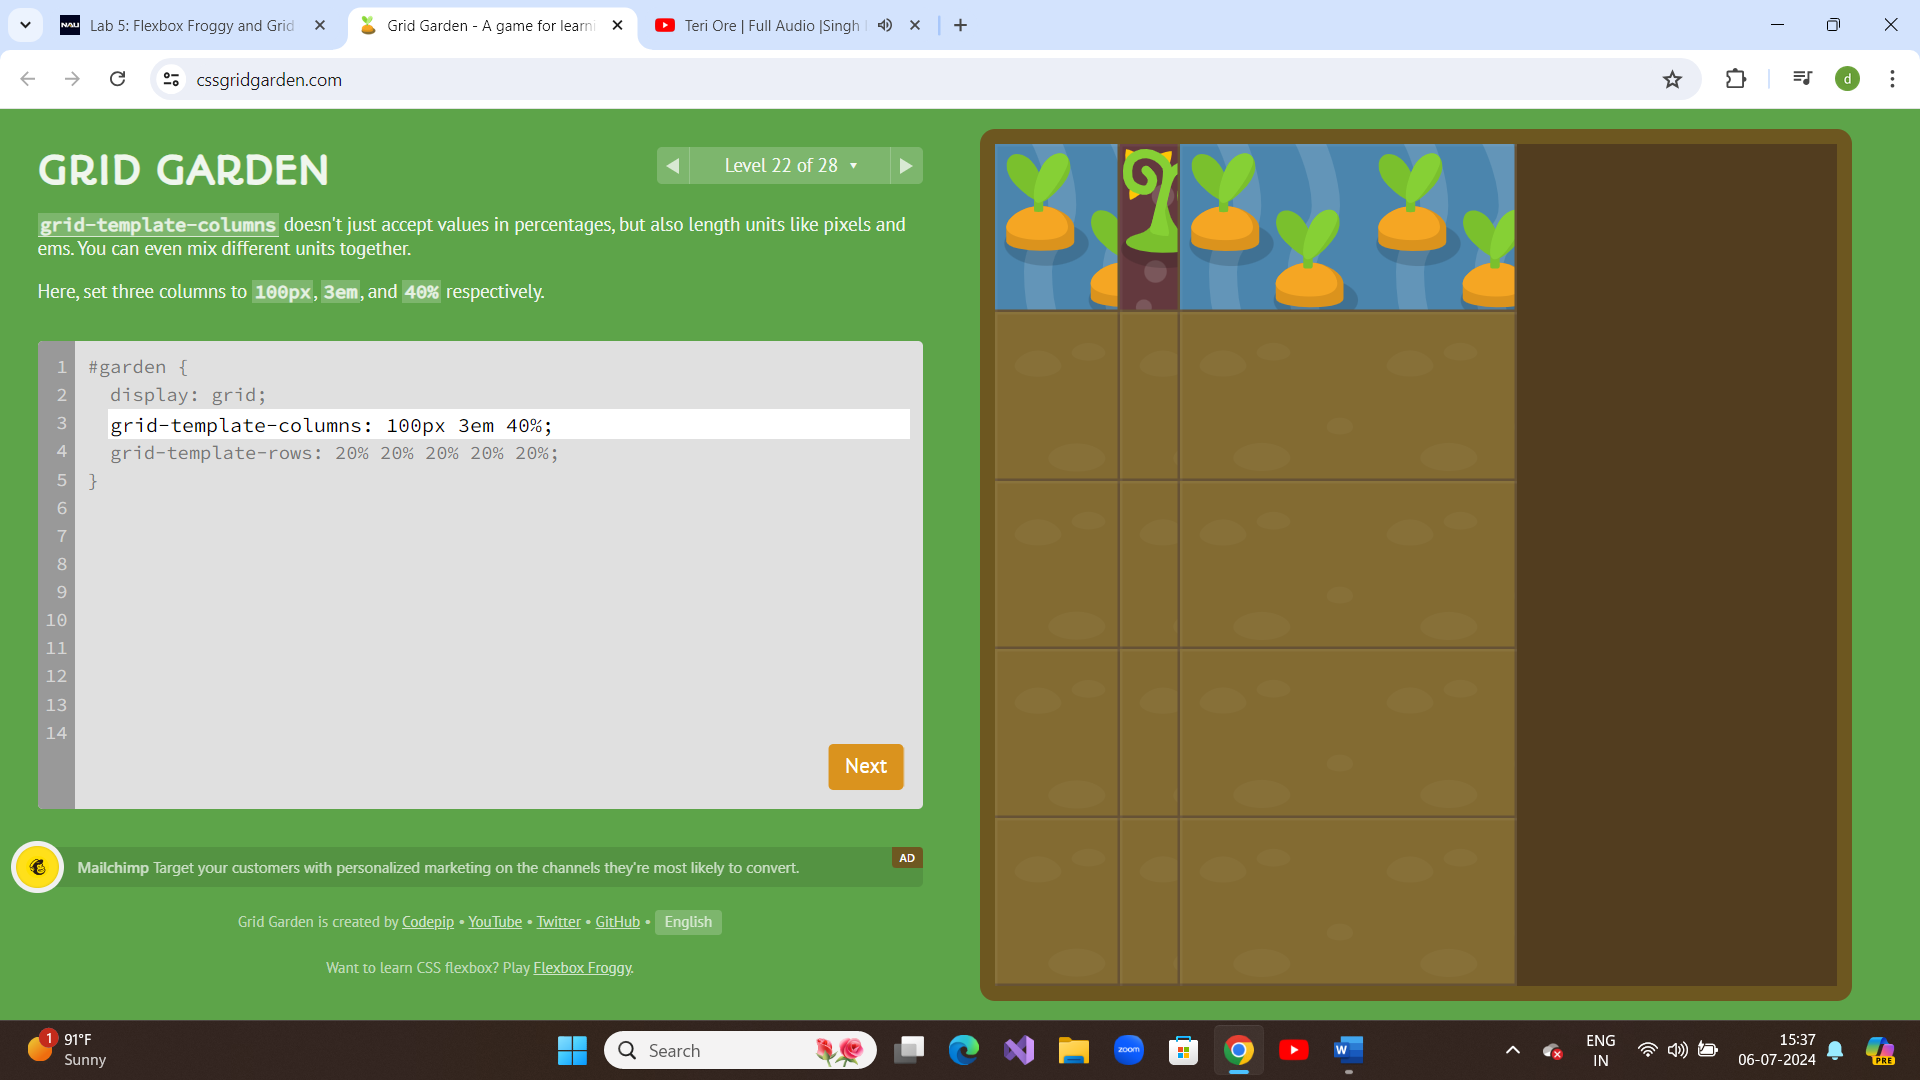 NAU Lab 5: Flexbox Froggy and Grid
Grid Garden - A game for learni
Teri Ore | Full Audio |Singh
cssgridgarden.com
d
GRID GARDEN
Level 22 of 28
grid-template-columns doesn't just accept values in percentages, but also length units like pixels and
ems. You can even mix different units together.
Here, set three columns to 100px, 3em, and 40% respectively.
1 #garden {
2 display: grid;
3 grid-template-columns: 100px 3em 40%;
4 grid-template-rows: 20% 20% 20% 20% 20%;
5 }
6
7
8
9
10
11
12
13
14
Next
Mailchimp Target your customers with personalized marketing on the channels they're most likely to convert.
AD
Grid Garden is created by Codepip • YouTube • Twitter • GitHub • English
Want to learn CSS flexbox? Play Flexbox Froggy.
1
91°F
Sunny
Search
zoom
W
ENG
IN
15:37
06-07-2024
PRE